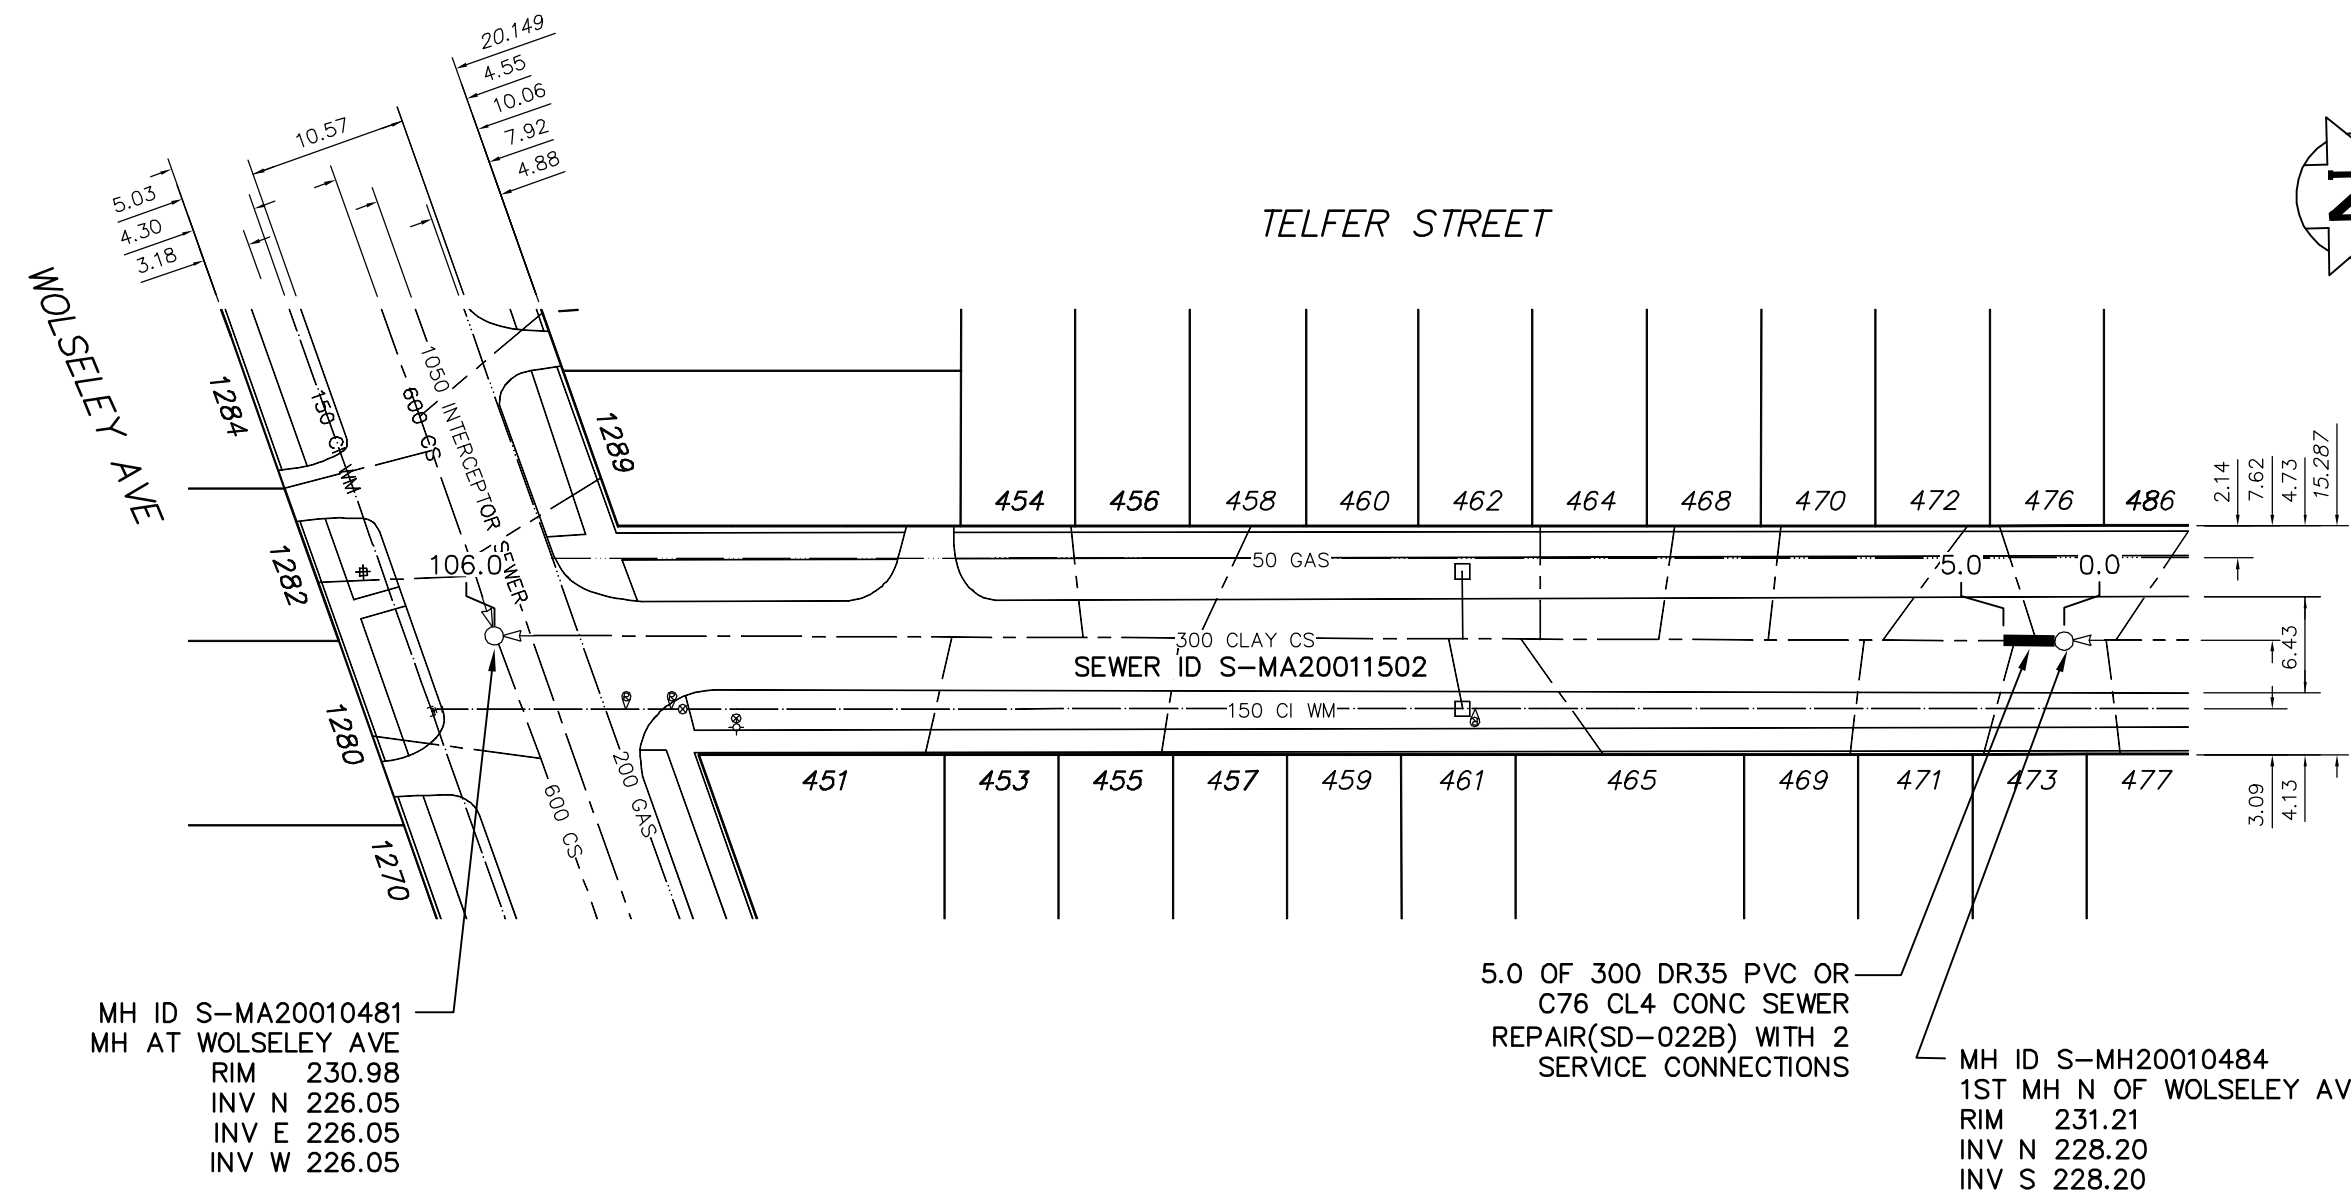 20.149
4.55
10.06
7.92
4.88
10.57
5.03
4.30
3.18
TELFER STREET
N
WOLSELEY AVE
1284
1289
1282
1280
1270
150 CI WM
600 CS
1050 INTERCEPTOR SEWER
106.0
454 456 458 460 462 464 468 470 472 476 486
2.14
7.62
4.73
15.287
50 GAS
5.0
0.0
300 CLAY CS
SEWER ID S-MA20011502
6.43
150 CI WM
200 GAS
600 CS
451 453 455 457 459 461 465 469 471 473 477
3.09
4.13
5.0 OF 300 DR35 PVC OR
C76 CL4 CONC SEWER
REPAIR(SD-022B) WITH 2
SERVICE CONNECTIONS
MH ID S-MA20010481
MH AT WOLSELEY AVE
RIM 230.98
INV N 226.05
INV E 226.05
INV W 226.05
MH ID S-MH20010484
1ST MH N OF WOLSELEY AV
RIM 231.21
INV N 228.20
INV S 228.20